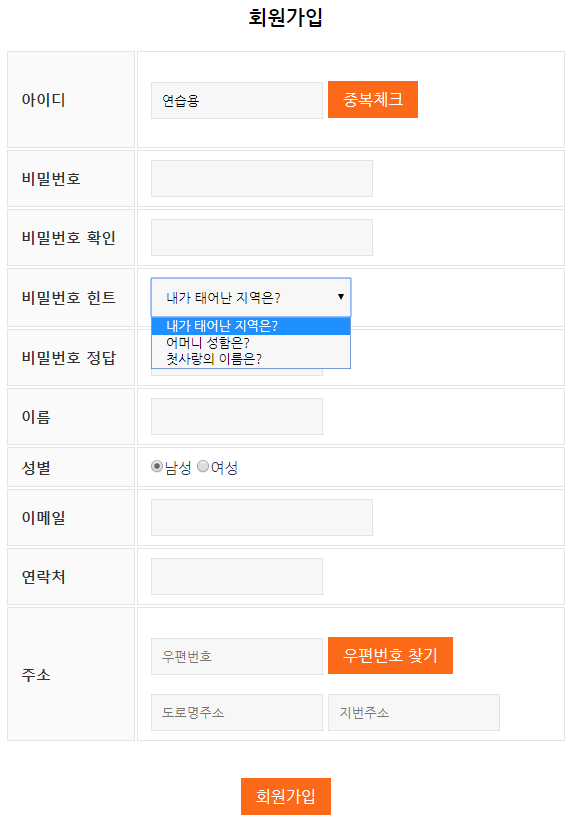 회원가입
아이디 연습용 중복체크
비밀번호
비밀번호 확인
비밀번호 힌트 내가 태어난 지역은?
내가 태어난 지역은?
어머니 성함은?
첫사랑의 이름은?
비밀번호 정답
이름
성별 남성 여성
이메일
연락처
주소 우편번호 우편번호 찾기
도로명주소 지번주소
회원가입